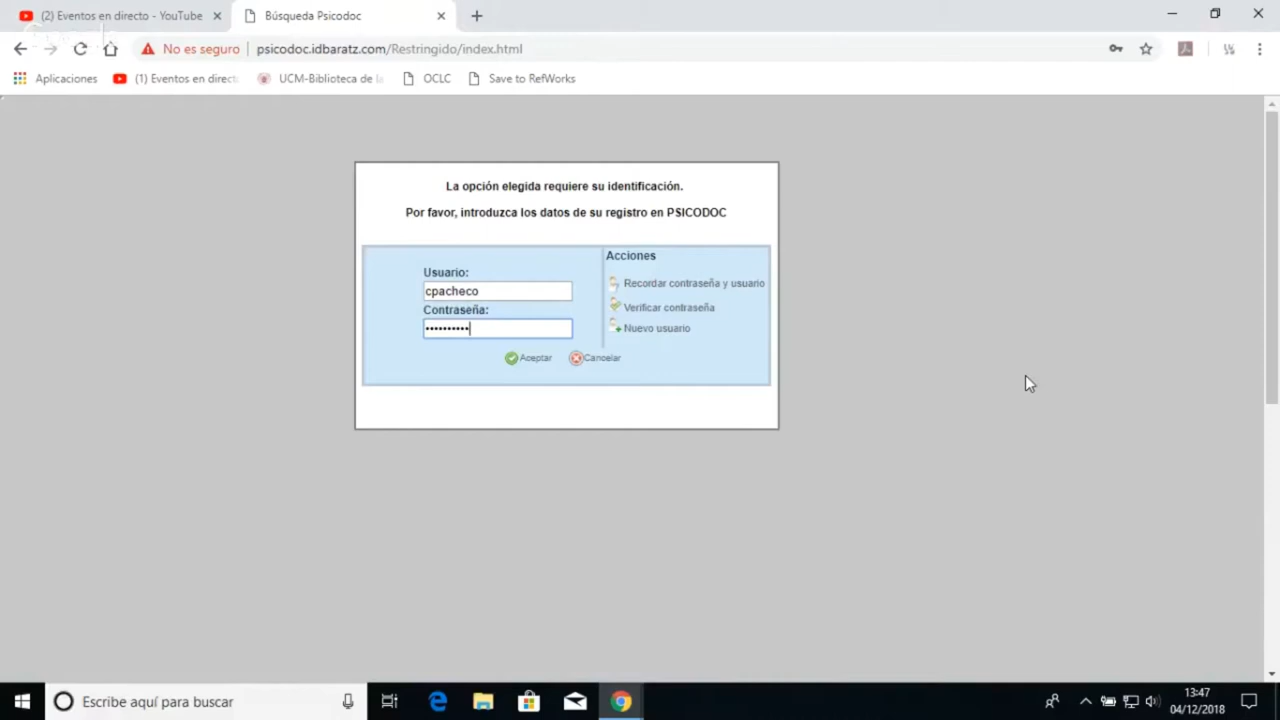 (2) Eventos en directo - YouTube
Búsqueda Psicodoc
No es seguro
psicodoc.idbaratz.com/Restringido/index.html
Aplicaciones
(1) Eventos en direct
UCM-Biblioteca de la
OCLC
Save to RefWorks
La opción elegida requiere su identificación.
Por favor, introduzca los datos de su registro en PSICODOC
Usuario:
cpacheco
Contraseña:
••••••••••
Aceptar
Cancelar
Acciones
Recordar contraseña y usuario
Verificar contraseña
Nuevo usuario
Escribe aquí para buscar
13:47
04/12/2018